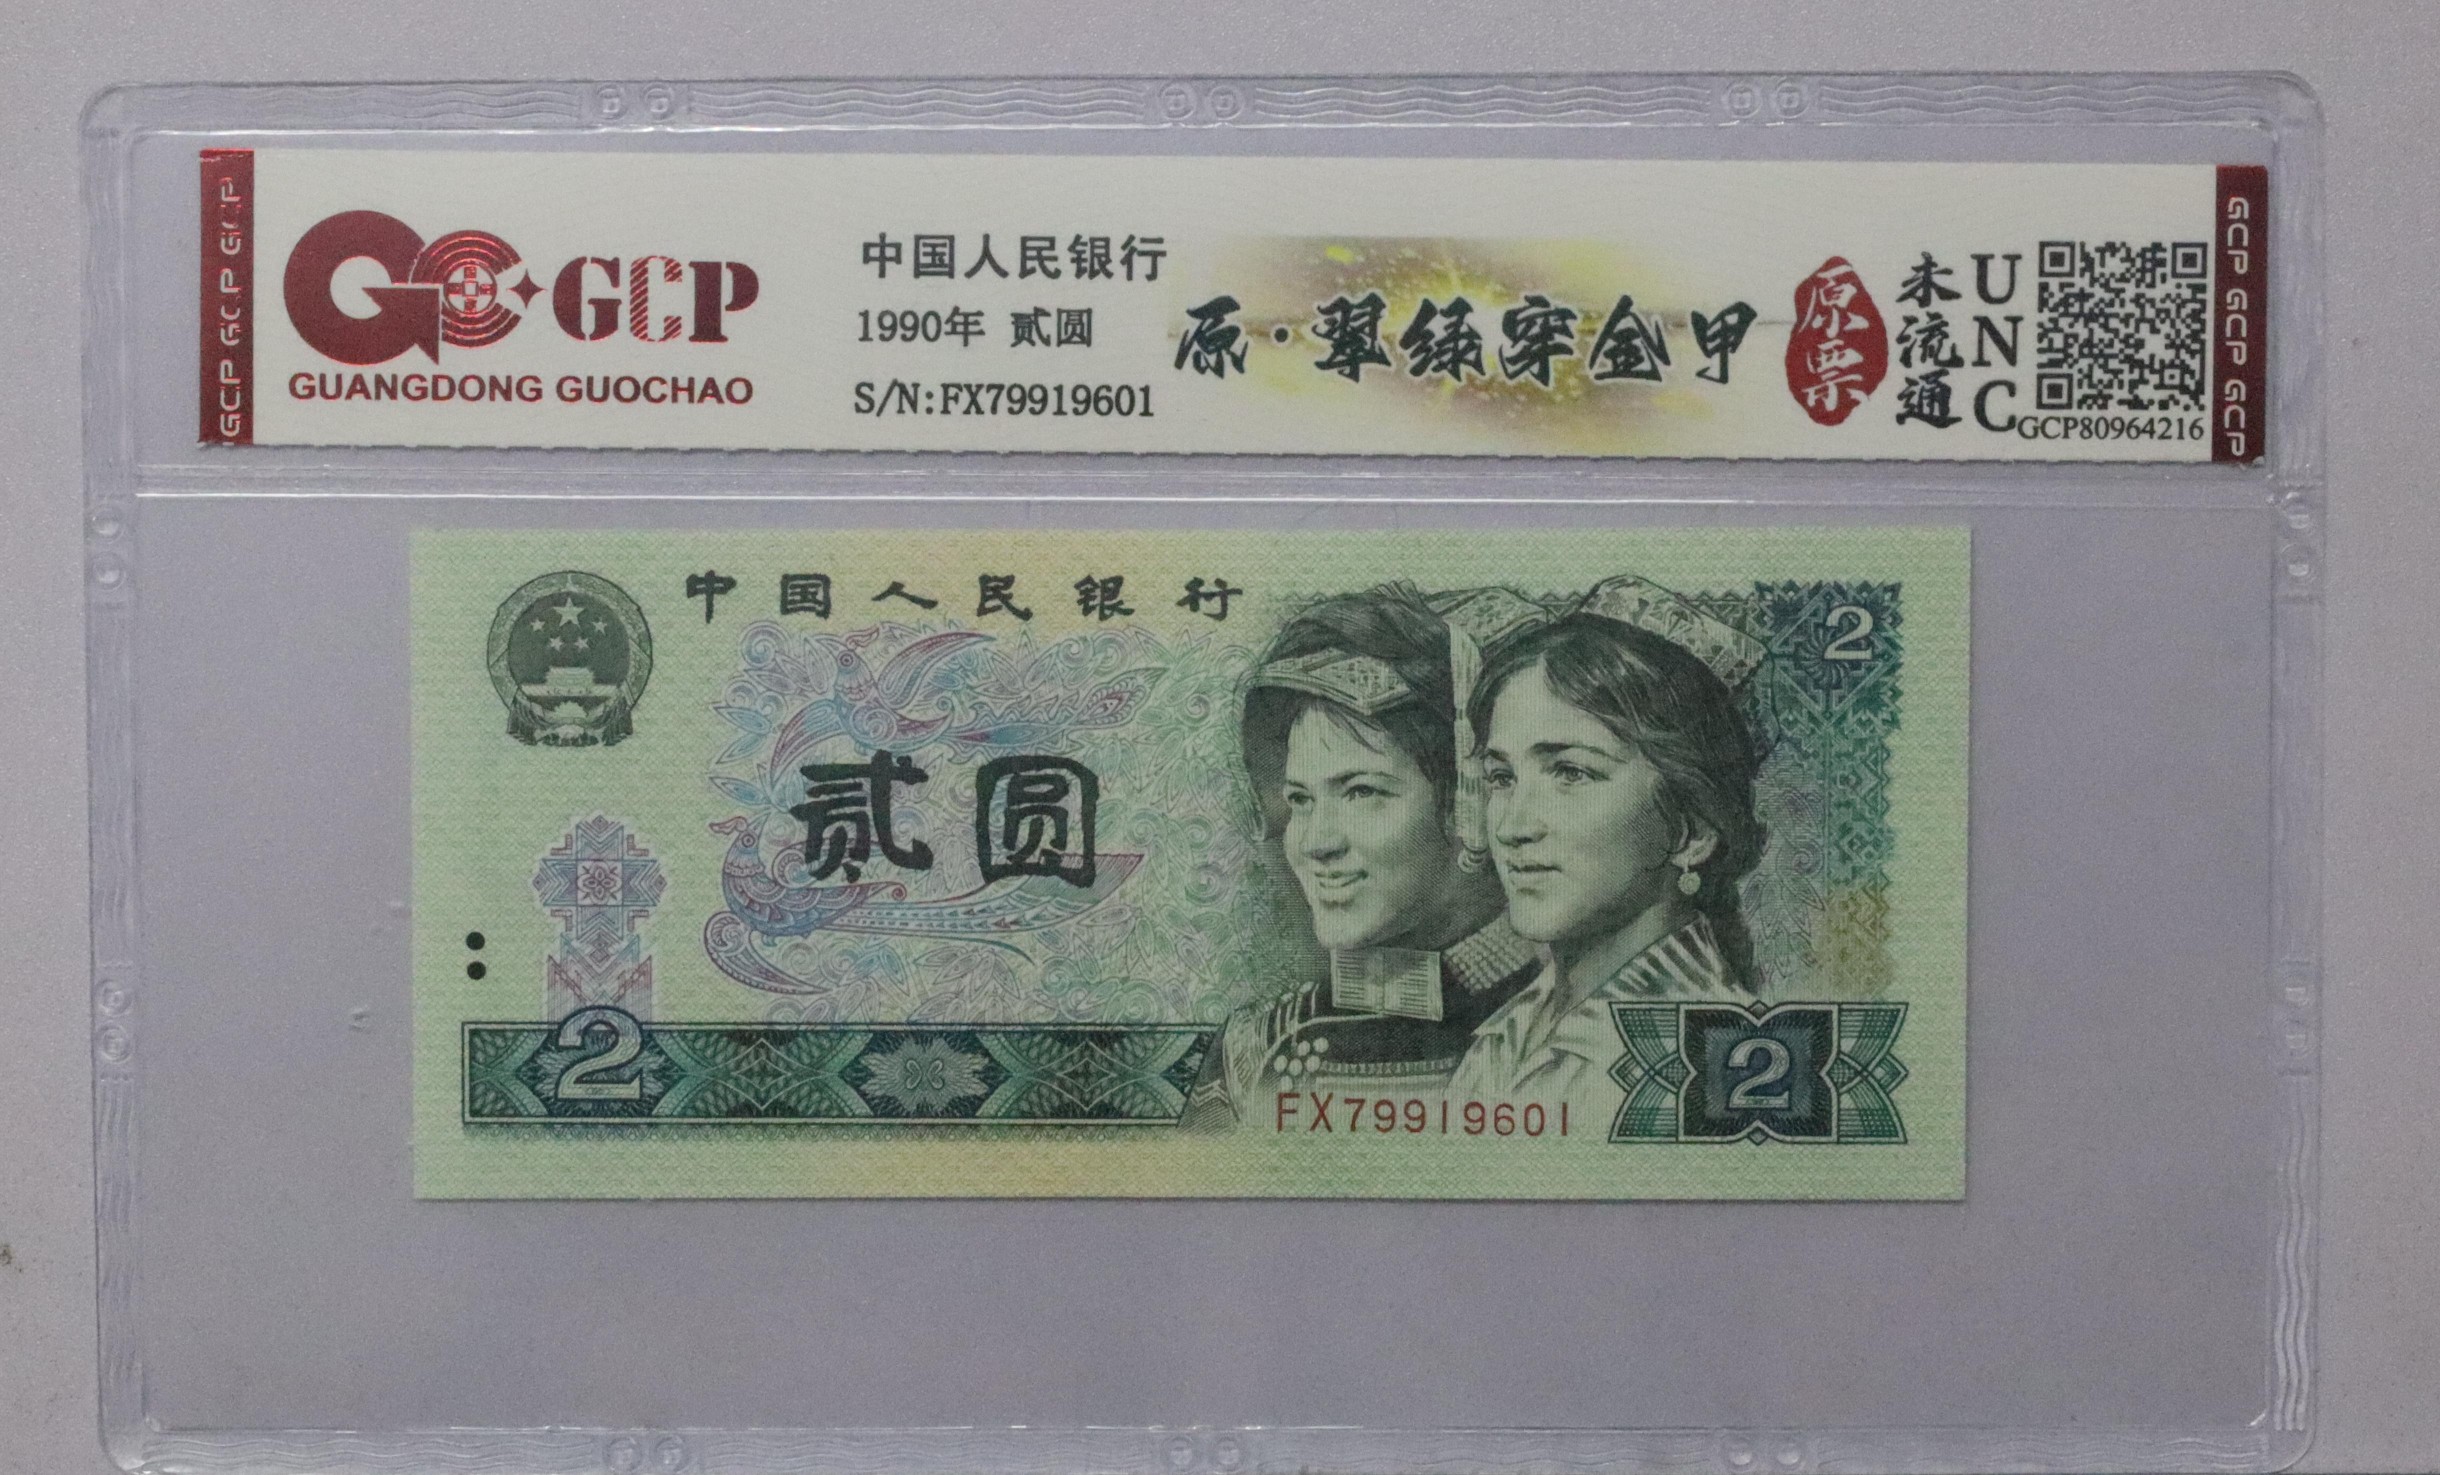 GCP GCP GCP
GCP
GUANGDONG GUOCHAO
中国人民银行
1990年 贰圆
S/N:FX79919601
原·翠绿穿金甲
原票
未流通
UNC
GCP80964216
GCP GCP GCP
中国人民银行
2
贰圆
2
2
FX79919601